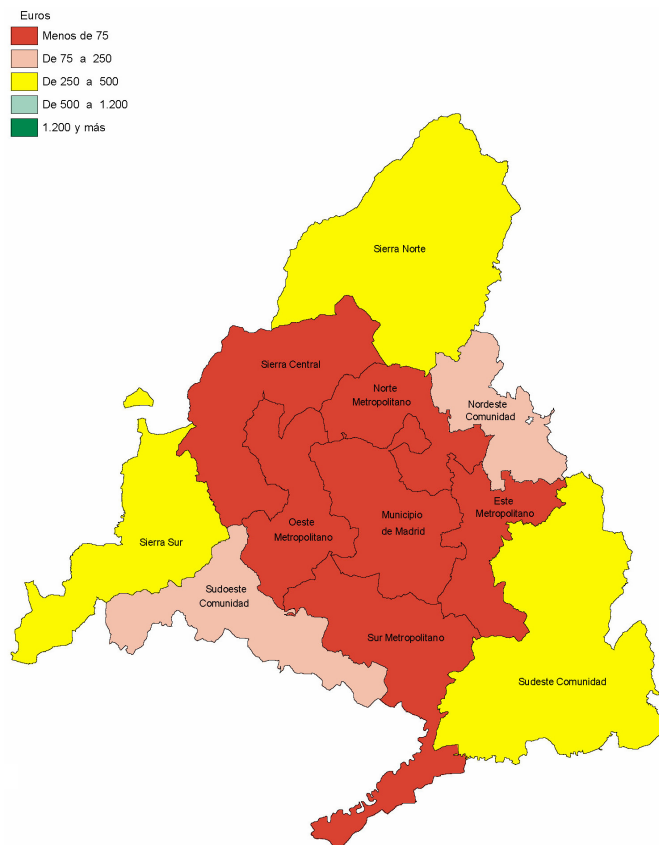 Euros
Menos de 75
De 75 a 250
De 250 a 500
De 500 a 1.200
1.200 y más
Sierra Norte
Sierra Central
Norte
Metropolitano
Nordeste
Comunidad
Este
Metropolitano
Municipio
de Madrid
Oeste
Metropolitano
Sierra Sur
Sudoeste
Comunidad
Sur Metropolitano
Sudeste Comunidad